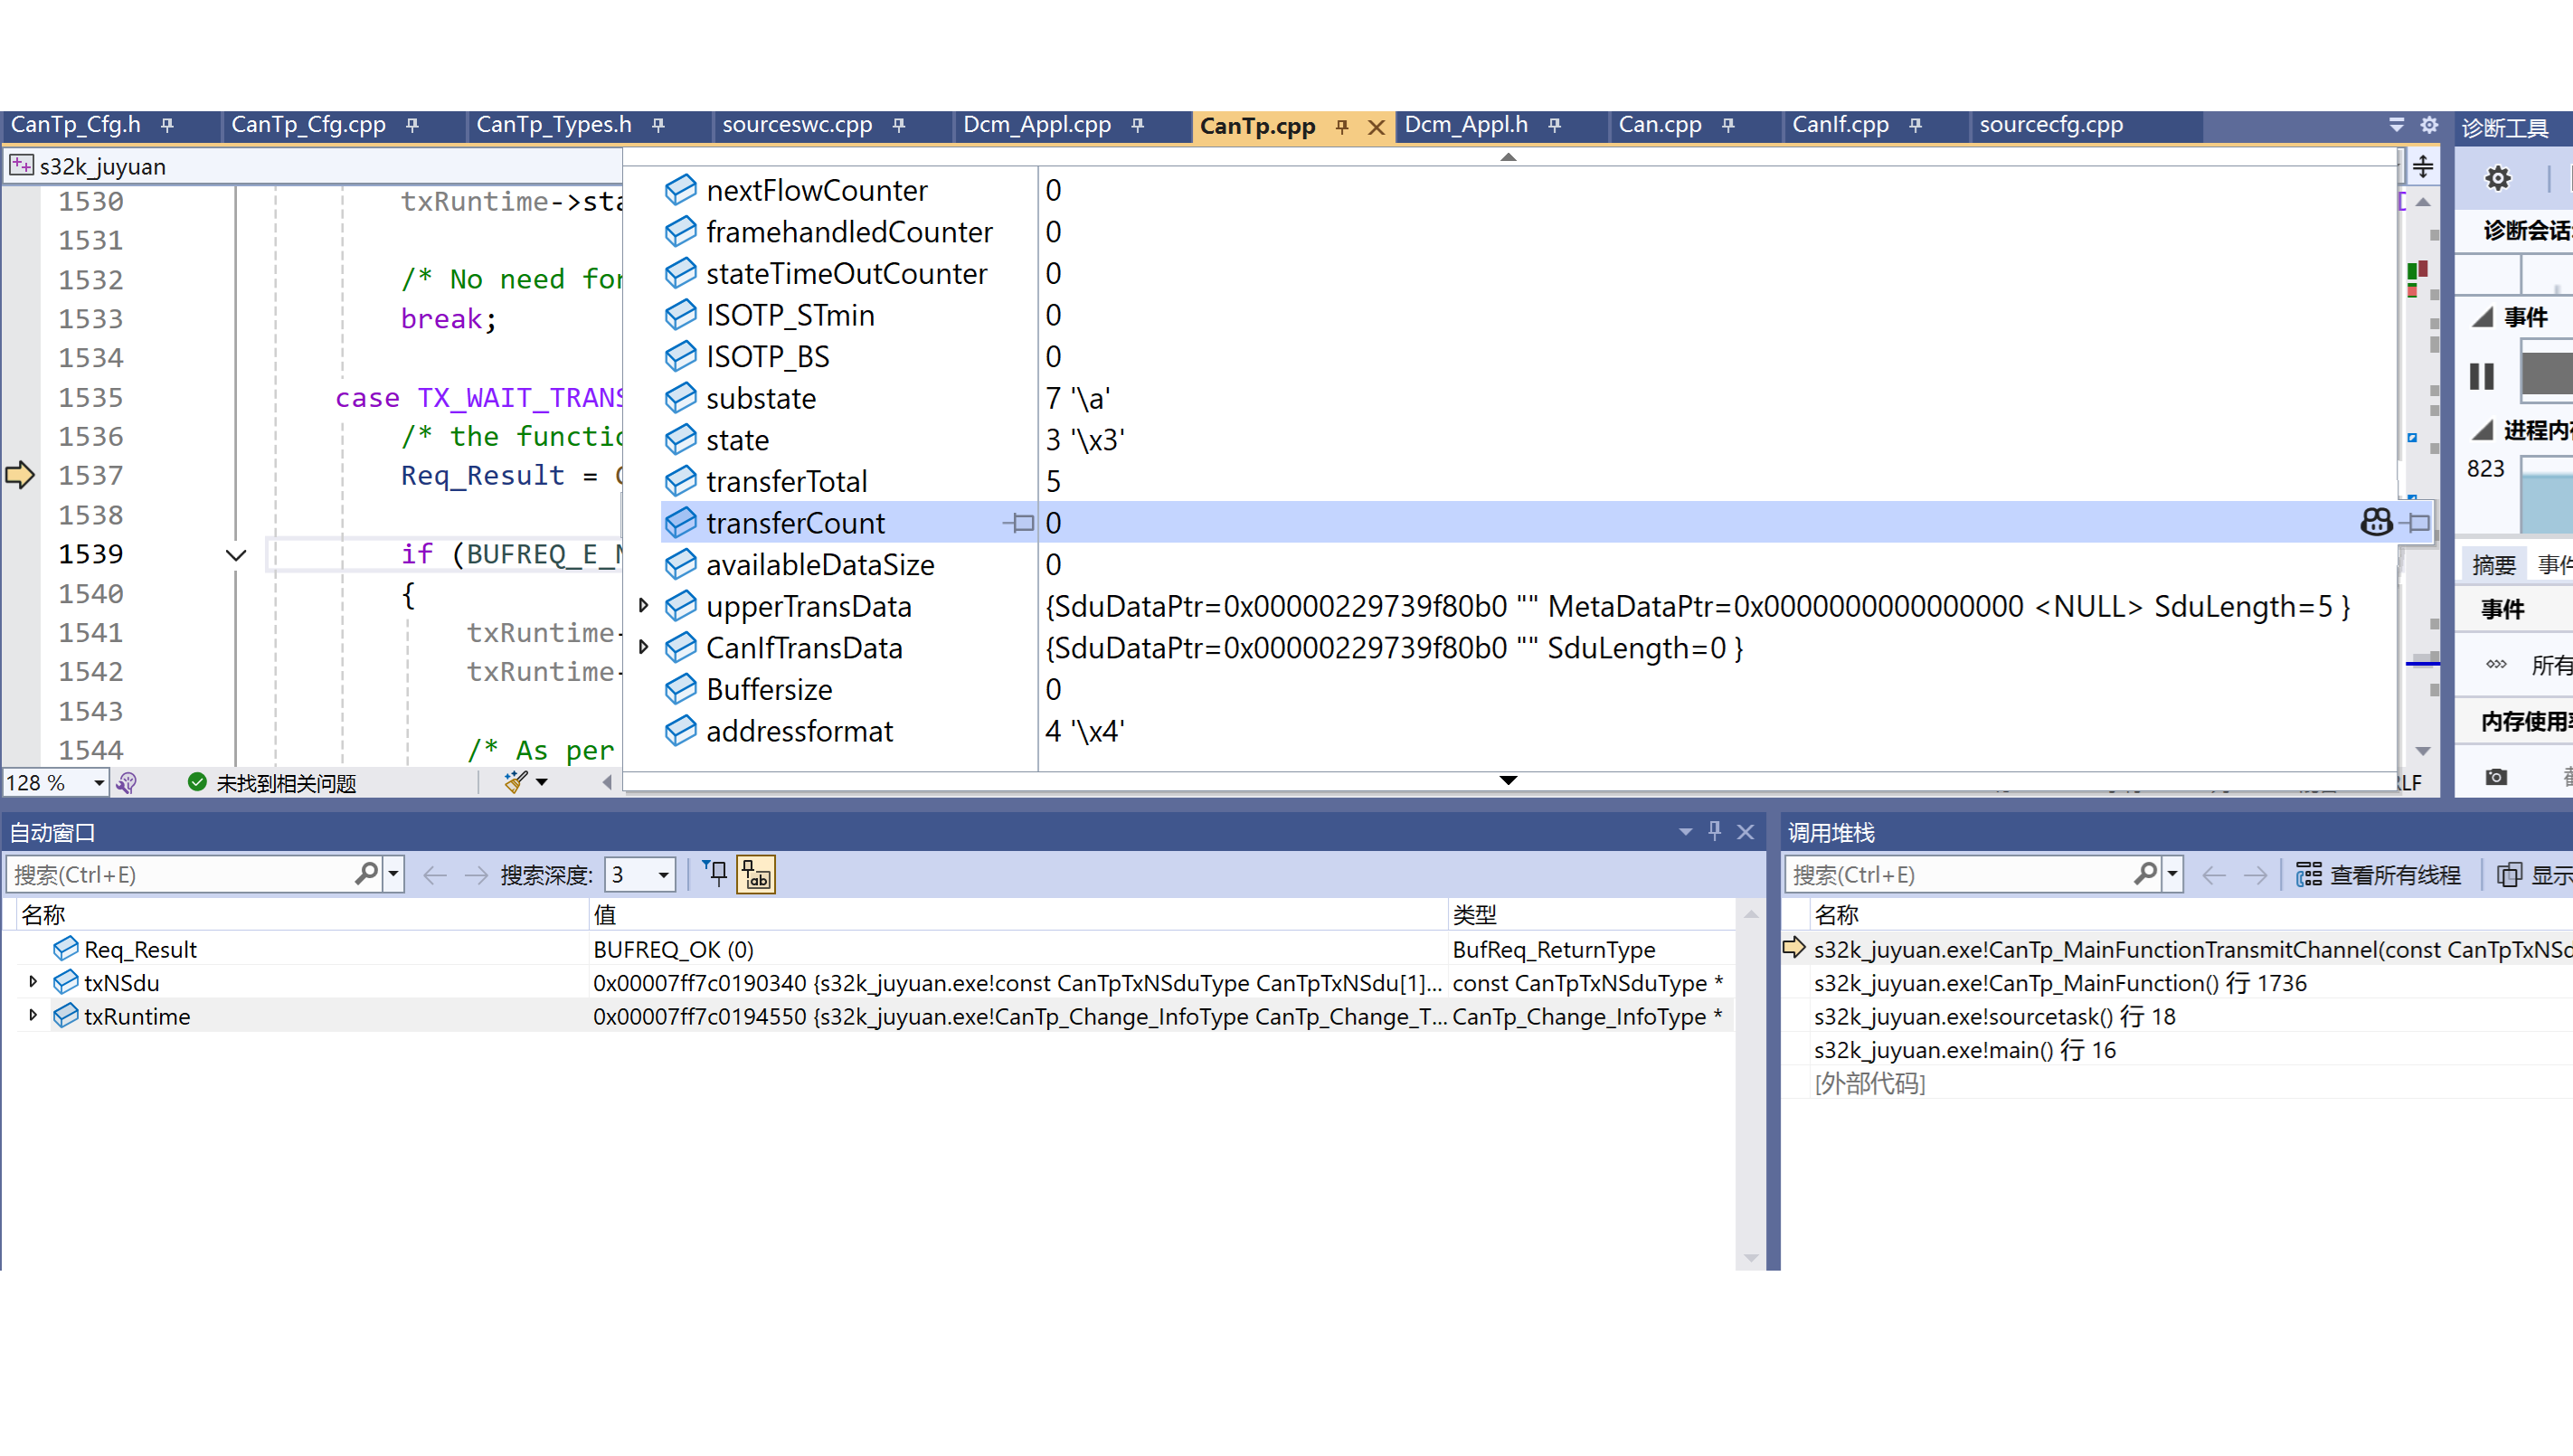 CanTp_Cfg.h CanTp_Cfg.cpp CanTp_Types.h sourceswc.cpp Dcm_Appl.cpp CanTp.cpp Dcm_Appl.h Can.cpp CanIf.cpp sourcecfg.cpp
诊断工具
s32k_juyuan
诊断会话
1530 txRuntime->sta
1531
1532 /* No need for
1533 break;
1534
1535 case TX_WAIT_TRANS
1536 /* the functio
1537 Req_Result =
1538
1539 if (BUFREQ_E_N
1540 {
1541 txRuntime-
1542 txRuntime-
1543
1544 /* As per
nextFlowCounter 0
framehandledCounter 0
stateTimeOutCounter 0
ISOTP_STmin 0
ISOTP_BS 0
substate 7 '\a'
state 3 '\x3'
transferTotal 5
transferCount 0
availableDataSize 0
upperTransData {SduDataPtr=0x00000229739f80b0 "" MetaDataPtr=0x0000000000000000 <NULL> SduLength=5 }
CanIfTransData {SduDataPtr=0x00000229739f80b0 "" SduLength=0 }
Buffersize 0
addressformat 4 '\x4'
事件
进程内存
823
摘要 事件
事件
所有
内存使用率
128 % 未找到相关问题 LF
自动窗口
搜索(Ctrl+E) 搜索深度: 3
名称 值 类型
Req_Result BUFREQ_OK (0) BufReq_ReturnType
txNSdu 0x00007ff7c0190340 {s32k_juyuan.exe!const CanTpTxNSduType CanTpTxNSdu[1]... const CanTpTxNSduType *
txRuntime 0x00007ff7c0194550 {s32k_juyuan.exe!CanTp_Change_InfoType CanTp_Change_T... CanTp_Change_InfoType *
调用堆栈
搜索(Ctrl+E) 查看所有线程 显示
名称
s32k_juyuan.exe!CanTp_MainFunctionTransmitChannel(const CanTpTxNSd
s32k_juyuan.exe!CanTp_MainFunction() 行 1736
s32k_juyuan.exe!sourcetask() 行 18
s32k_juyuan.exe!main() 行 16
[外部代码]